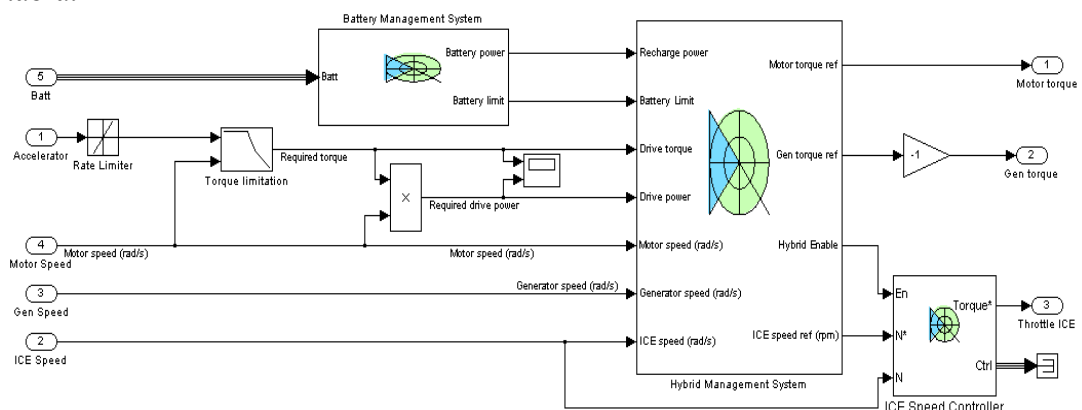 Battery Management System
Batt
Battery power
Battery limit
5
Batt
1
Accelerator
Rate Limiter
Torque limitation
Required torque
X
Required drive power
4
Motor Speed
Motor speed (rad/s)
Motor speed (rad/s)
3
Gen Speed
Generator speed (rad/s)
2
ICE Speed
Recharge power
Battery Limit
Drive torque
Drive power
Motor speed (rad/s)
Generator speed (rad/s)
ICE speed (rad/s)
Motor torque ref
Gen torque ref
Hybrid Enable
ICE speed ref (rpm)
Hybrid Management System
1
Motor torque
-1
2
Gen torque
En
N*
N
Torque*
Ctrl
ICE Speed Controller
3
Throttle ICE